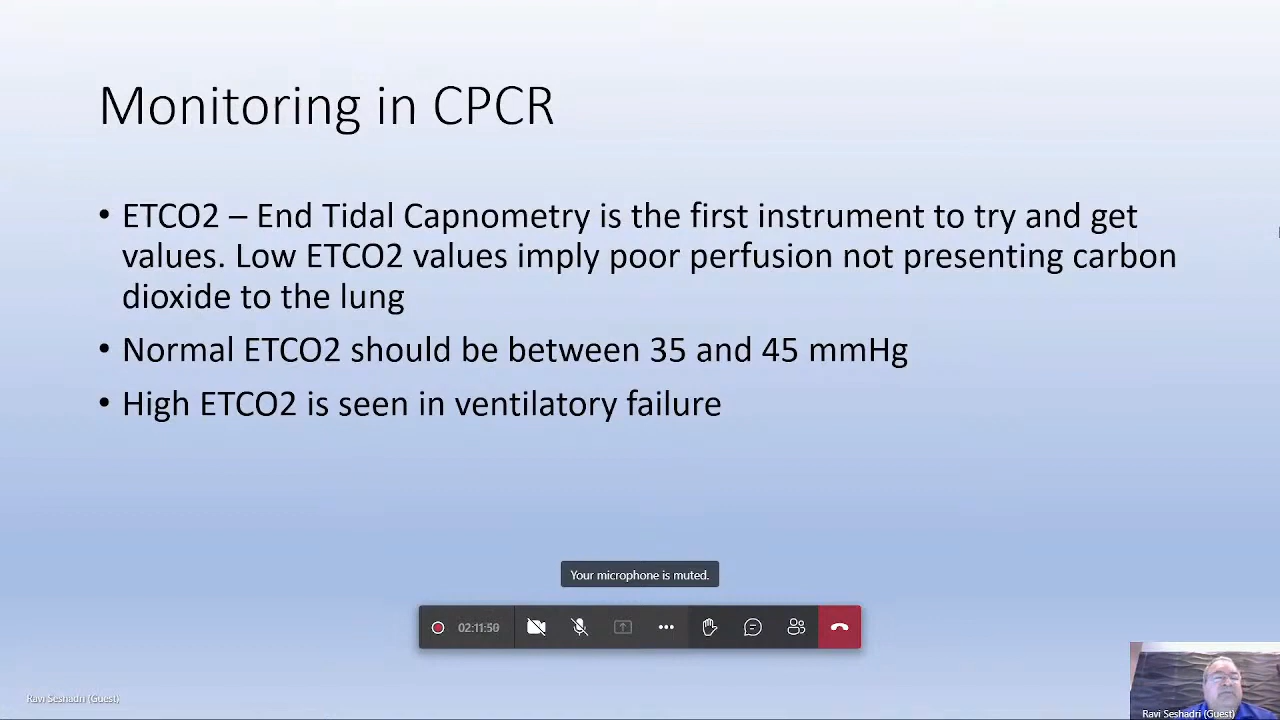 Monitoring in CPCR
• ETCO2 – End Tidal Capnometry is the first instrument to try and get
values. Low ETCO2 values imply poor perfusion not presenting carbon
dioxide to the lung
• Normal ETCO2 should be between 35 and 45 mmHg
• High ETCO2 is seen in ventilatory failure
Your microphone is muted.
02:11:50
Ravi Seshadri (Guest)
Ravi Seshadri (Guest)